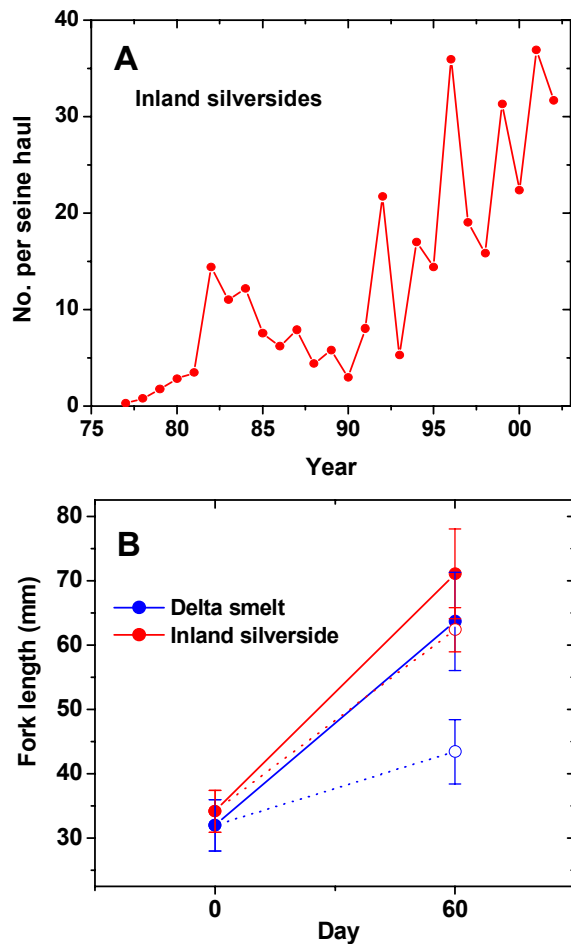 A
Inland silversides
No. per seine haul
40
30
20
10
0
75 80 85 90 95 00
Year
B
Delta smelt
Inland silverside
Fork length (mm)
80
70
60
50
40
30
0 60
Day